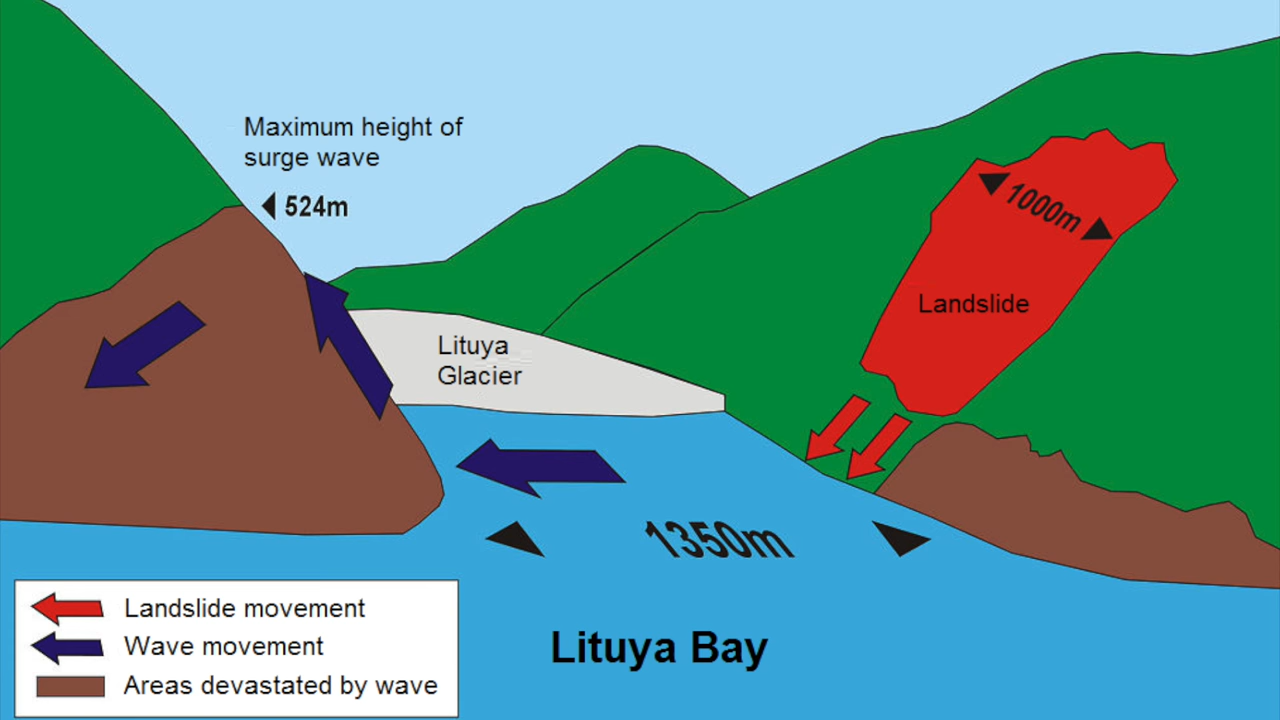 Maximum height of
surge wave
524m
1000m
Landslide
Lituya
Glacier
1350m
Lituya Bay
Landslide movement
Wave movement
Areas devastated by wave